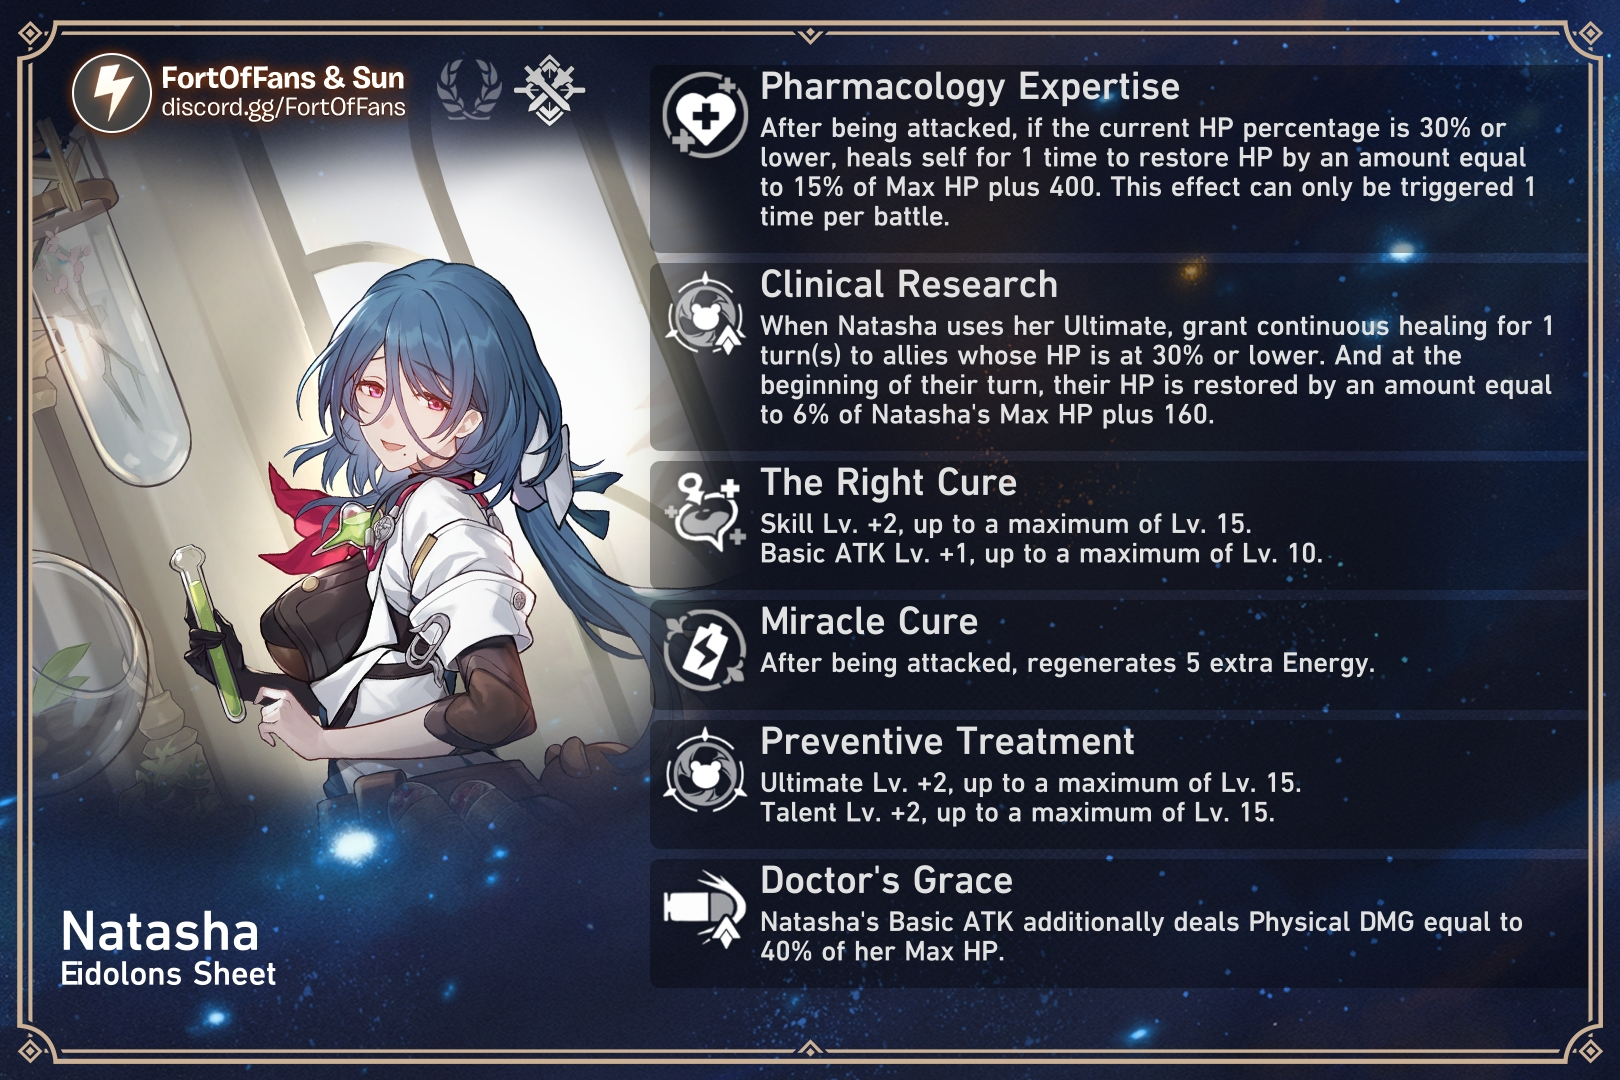 FortOfFans & Sun
discord.gg/FortOfFans
Pharmacology Expertise
After being attacked, if the current HP percentage is 30% or
lower, heals self for 1 time to restore HP by an amount equal
to 15% of Max HP plus 400. This effect can only be triggered 1
time per battle.
Clinical Research
When Natasha uses her Ultimate, grant continuous healing for 1
turn(s) to allies whose HP is at 30% or lower. And at the
beginning of their turn, their HP is restored by an amount equal
to 6% of Natasha's Max HP plus 160.
The Right Cure
Skill Lv. +2, up to a maximum of Lv. 15.
Basic ATK Lv. +1, up to a maximum of Lv. 10.
Miracle Cure
After being attacked, regenerates 5 extra Energy.
Preventive Treatment
Ultimate Lv. +2, up to a maximum of Lv. 15.
Talent Lv. +2, up to a maximum of Lv. 15.
Doctor's Grace
Natasha's Basic ATK additionally deals Physical DMG equal to
40% of her Max HP.
Natasha
Eidolons Sheet